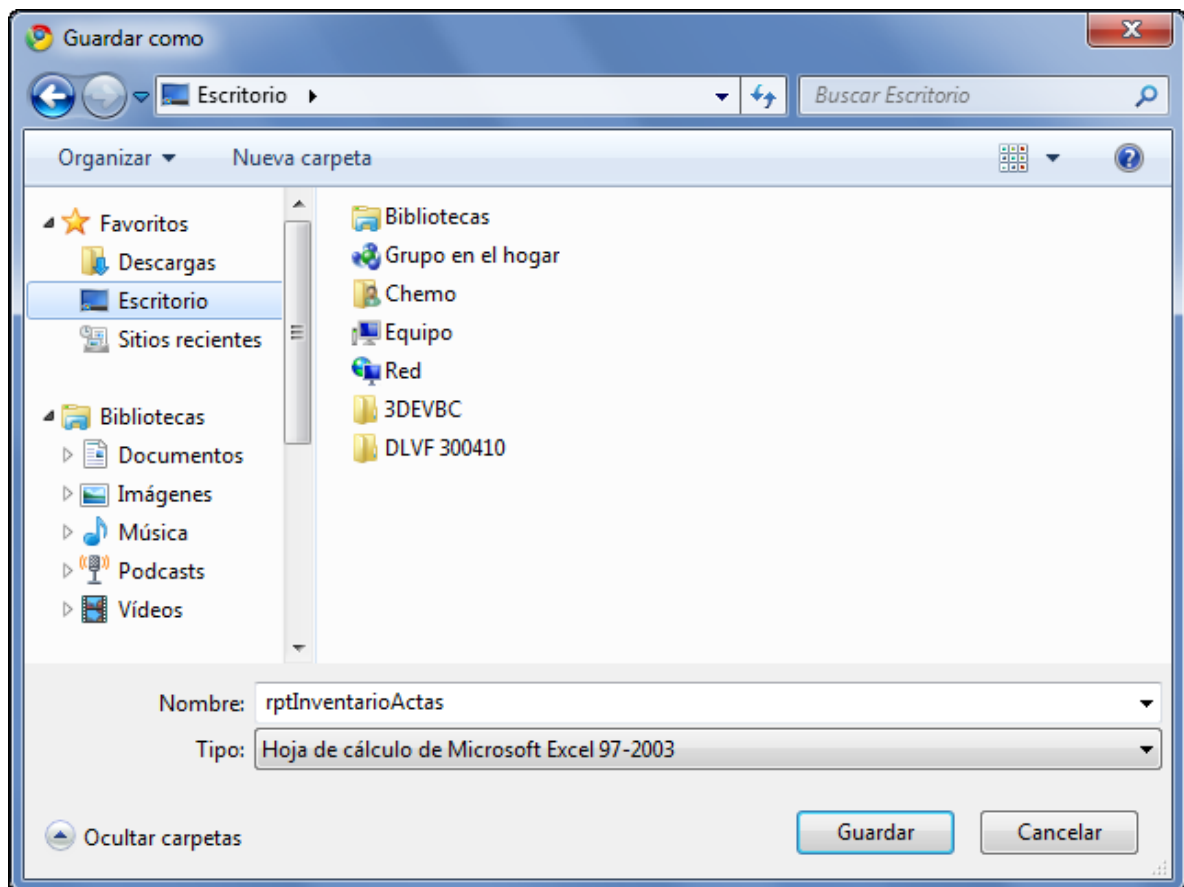 Guardar como
Escritorio
Buscar Escritorio
Organizar
Nueva carpeta
Favoritos
Descargas
Escritorio
Sitios recientes
Bibliotecas
Documentos
Imágenes
Música
Podcasts
Vídeos
Bibliotecas
Grupo en el hogar
Chemo
Equipo
Red
3DEVBC
DLVF 300410
Nombre: rptInventarioActas
Tipo: Hoja de cálculo de Microsoft Excel 97-2003
Ocultar carpetas
Guardar
Cancelar